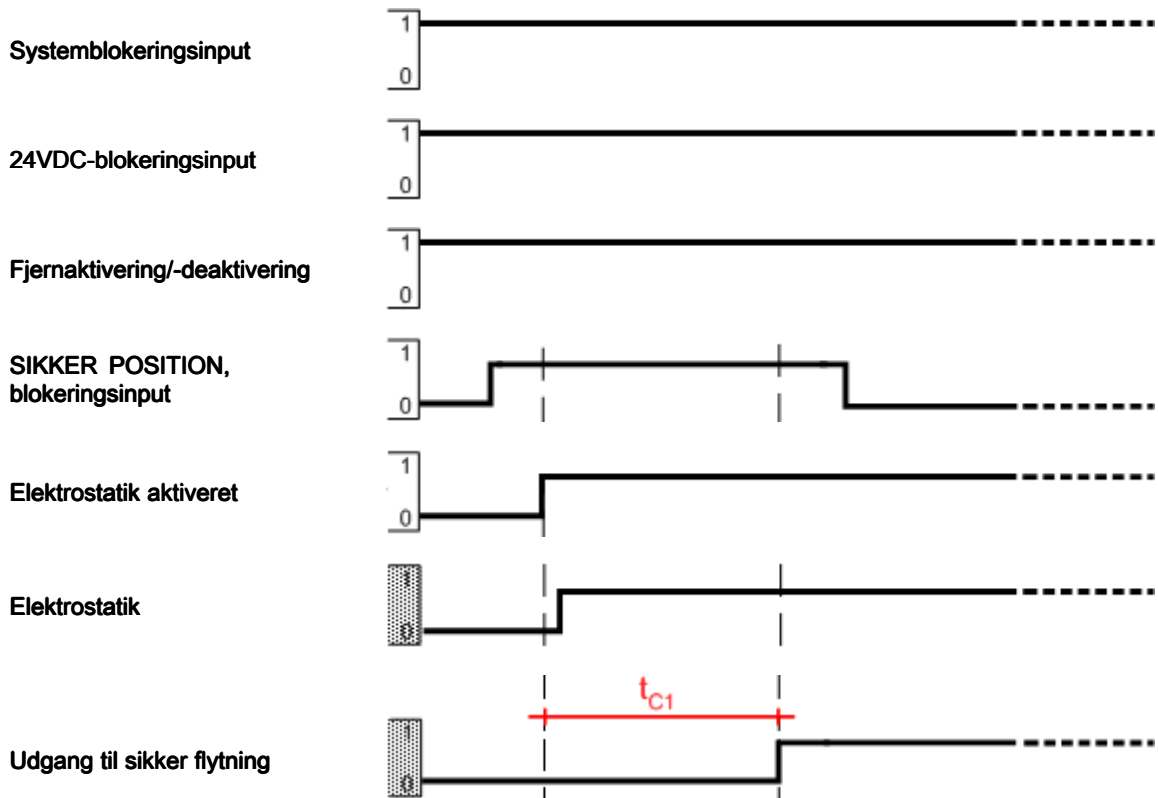 1
Systemblokeringsinput
0
1
24VDC-blokeringsinput
0
1
Fjernaktivering/-deaktivering
0
1
SIKKER POSITION,
blokeringsinput
0
1
Elektrostatik aktiveret
0
1
Elektrostatik
0
tC1
1
Udgang til sikker flytning
0